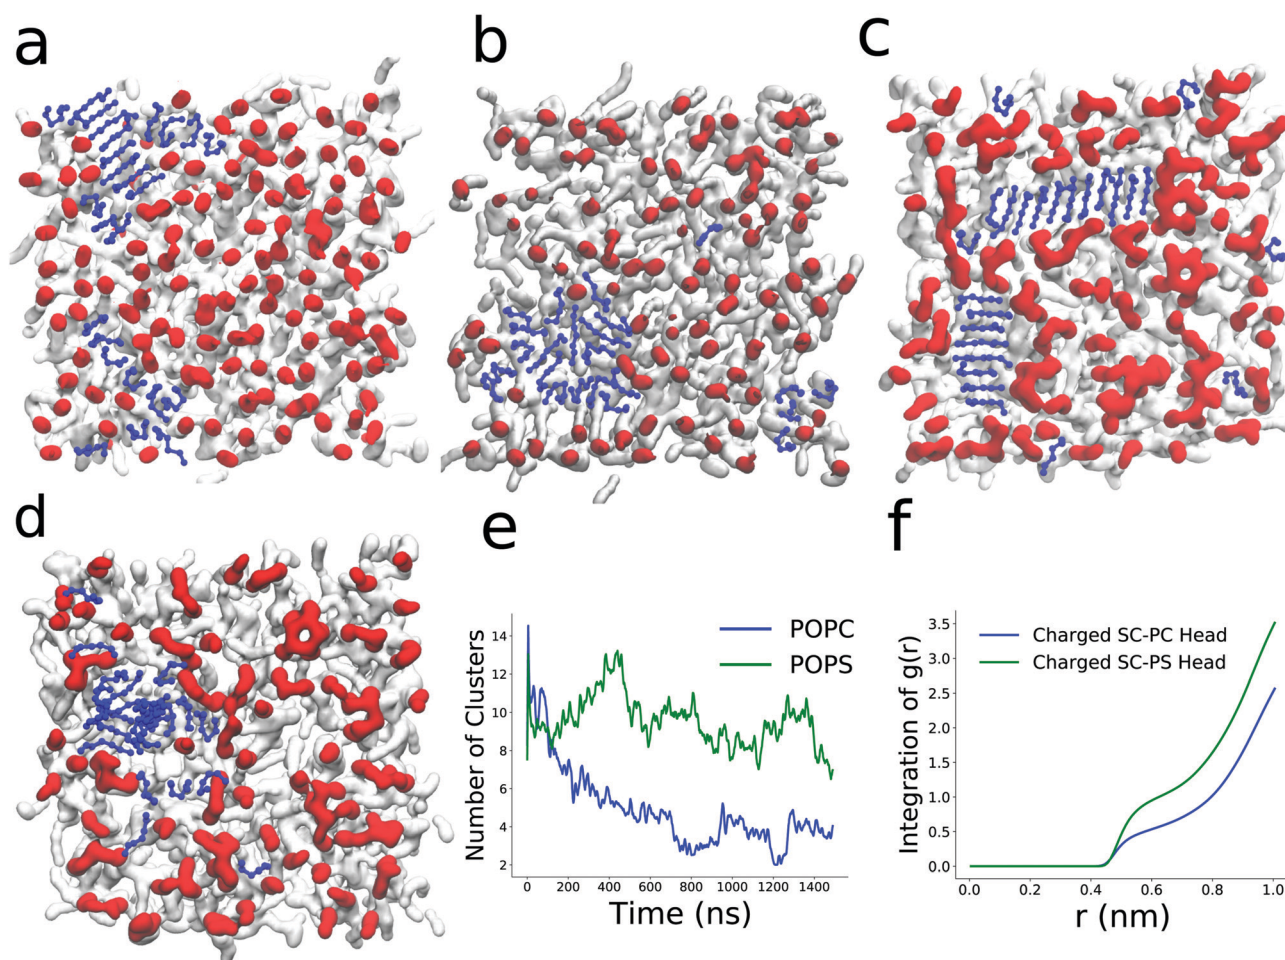 a
b
c
d
e
Number of Clusters
14
12
10
8
6
4
2
0
200
400
600
800
1000
1200
1400
Time (ns)
POPC
POPS
f
Integration of g(r)
3.5
3.0
2.5
2.0
1.5
1.0
0.5
0.0
0.0
0.2
0.4
0.6
0.8
1.0
r (nm)
Charged SC-PC Head
Charged SC-PS Head